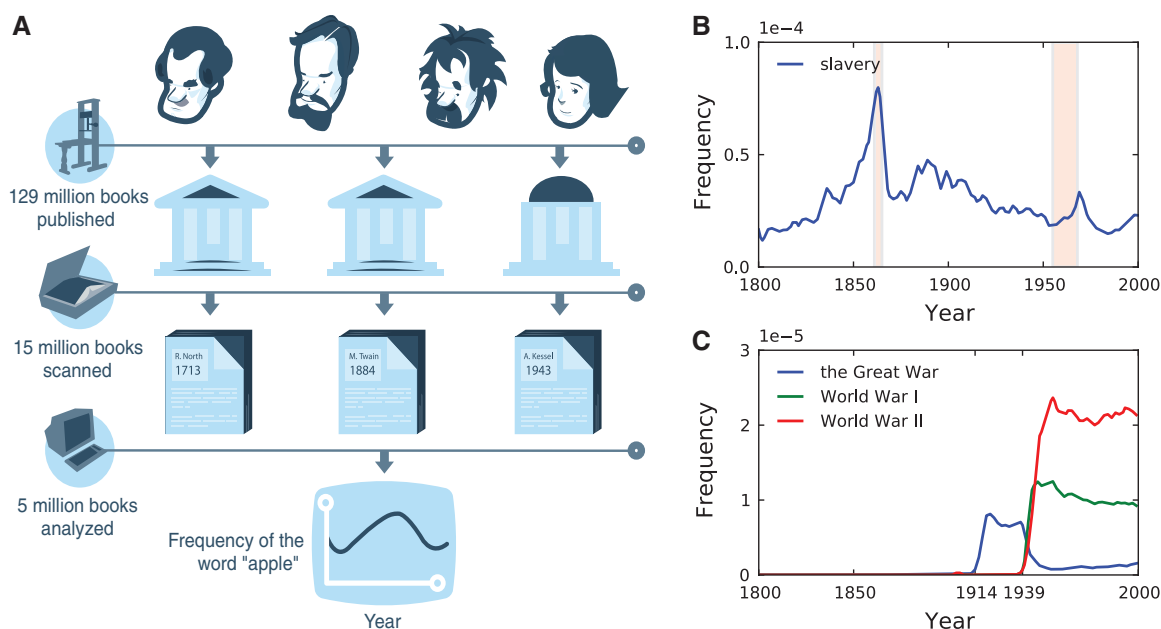 A
129 million books
published
15 million books
scanned
5 million books
analyzed
R. North
1713
M. Twain
1884
A. Kessel
1943
Frequency of the
word "apple"
Year
B
1e-4
1.0
0.5
0.0
Frequency
slavery
1800
1850
1900
1950
2000
Year
C
1e-5
3
2
1
0
Frequency
the Great War
World War I
World War II
1800
1850
1914
1939
2000
Year